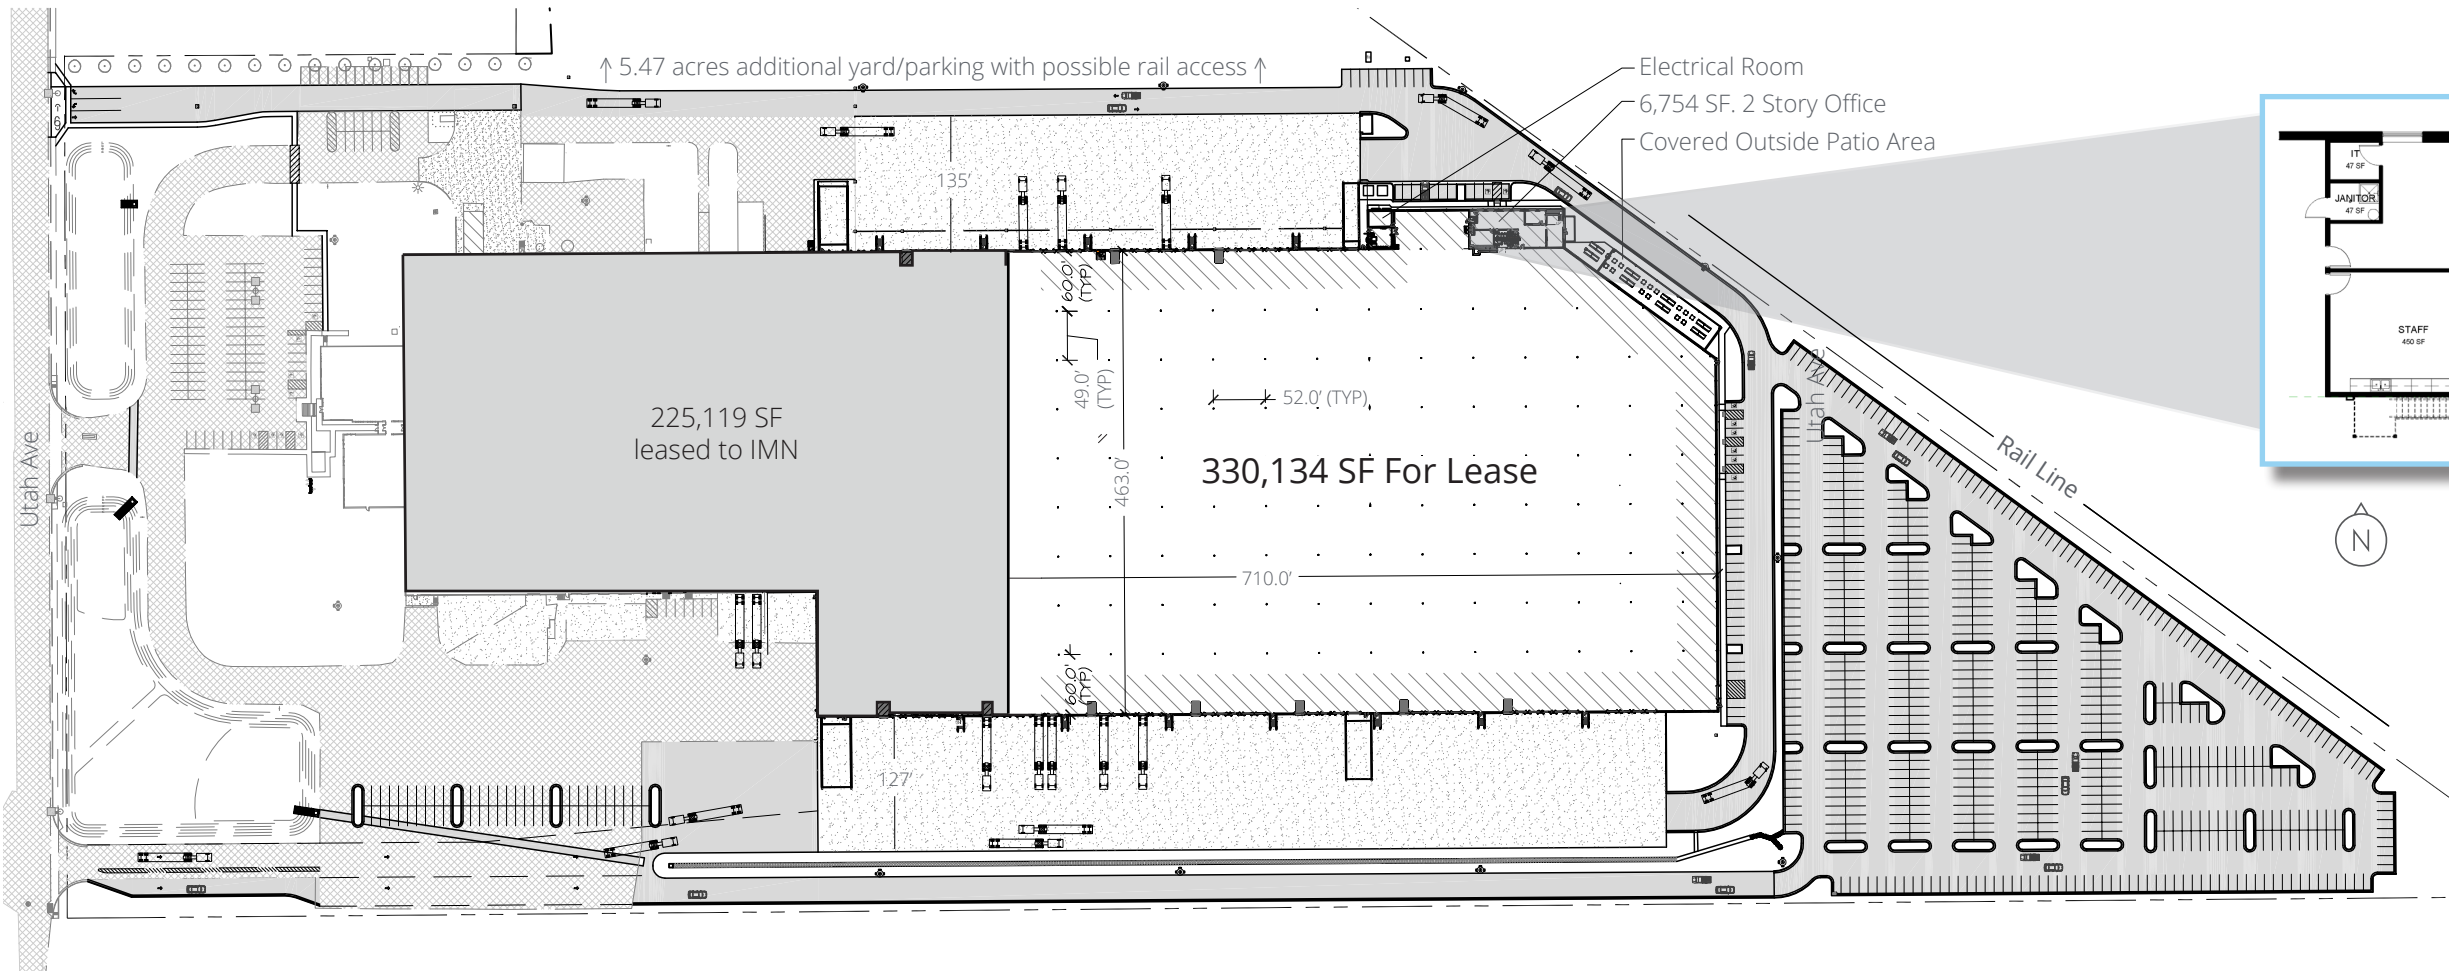 ↑ 5.47 acres additional yard/parking with possible rail access ↑
Electrical Room
6,754 SF. 2 Story Office
Covered Outside Patio Area
135'
IT
47 SF
JANITOR
47 SF
60.0'
(TYP)
49.0'
(TYP)
52.0' (TYP)
Utah Ave
STAFF
450 SF
225,119 SF
leased to IMN
330,134 SF For Lease
463.0'
Utah Ave
Rail Line
N
710.0'
60.0'
(TYP)
127'